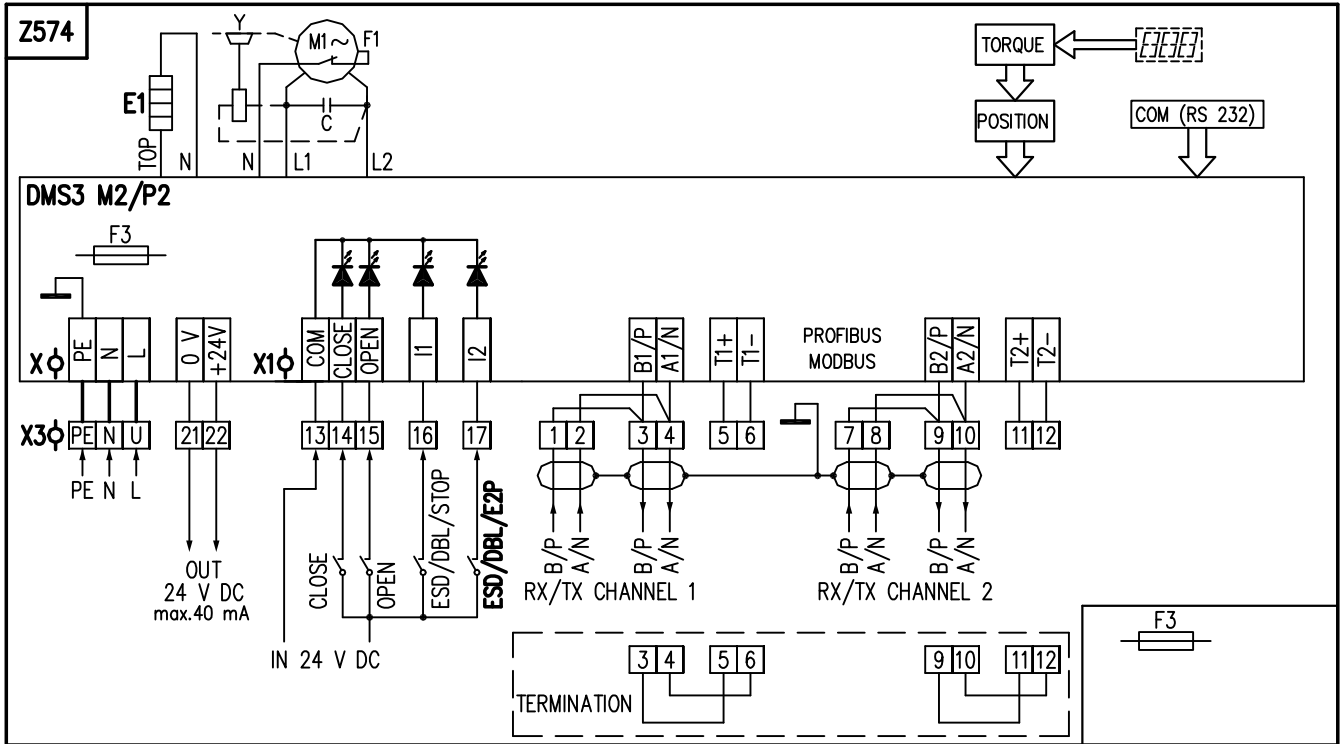 Z574
Y
M1 ~
F1
E1
C
TOP
N
N
L1
L2
TORQUE
POSITION
COM (RS 232)
DMS3 M2/P2
F3
X
PE
N
L
0 V
+24V
X1
COM
CLOSE
OPEN
I1
I2
B1/P
A1/N
T1+
T1-
PROFIBUS
MODBUS
B2/P
A2/N
T2+
T2-
X3
PE N U
21 22
13 14 15
16
17
1 2
3 4
5 6
7 8
9 10
11 12
PE N L
OUT
24 V DC
max.40 mA
CLOSE
OPEN
ESD/DBL/STOP
ESD/DBL/E2P
IN 24 V DC
B/P
A/N
B/P
A/N
RX/TX CHANNEL 1
B/P
A/N
B/P
A/N
RX/TX CHANNEL 2
TERMINATION
3 4
5 6
9 10
11 12
F3